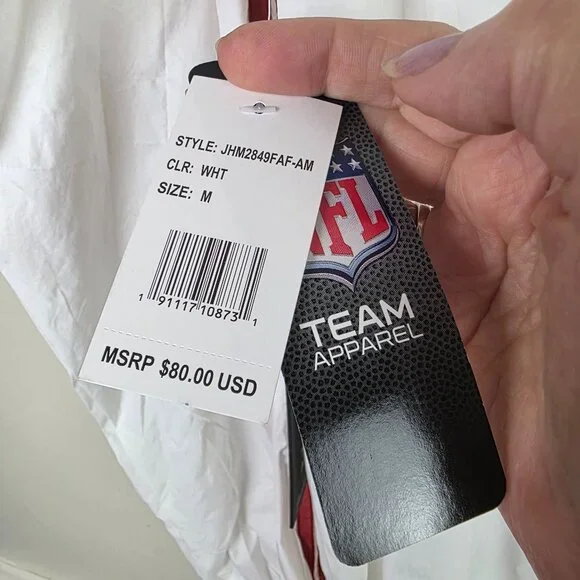 STYLE: JHM2849FAF-AM
CLR: WHT
SIZE: M
1 91117 10873 1
MSRP $80.00 USD
NFL
TEAM
APPAREL